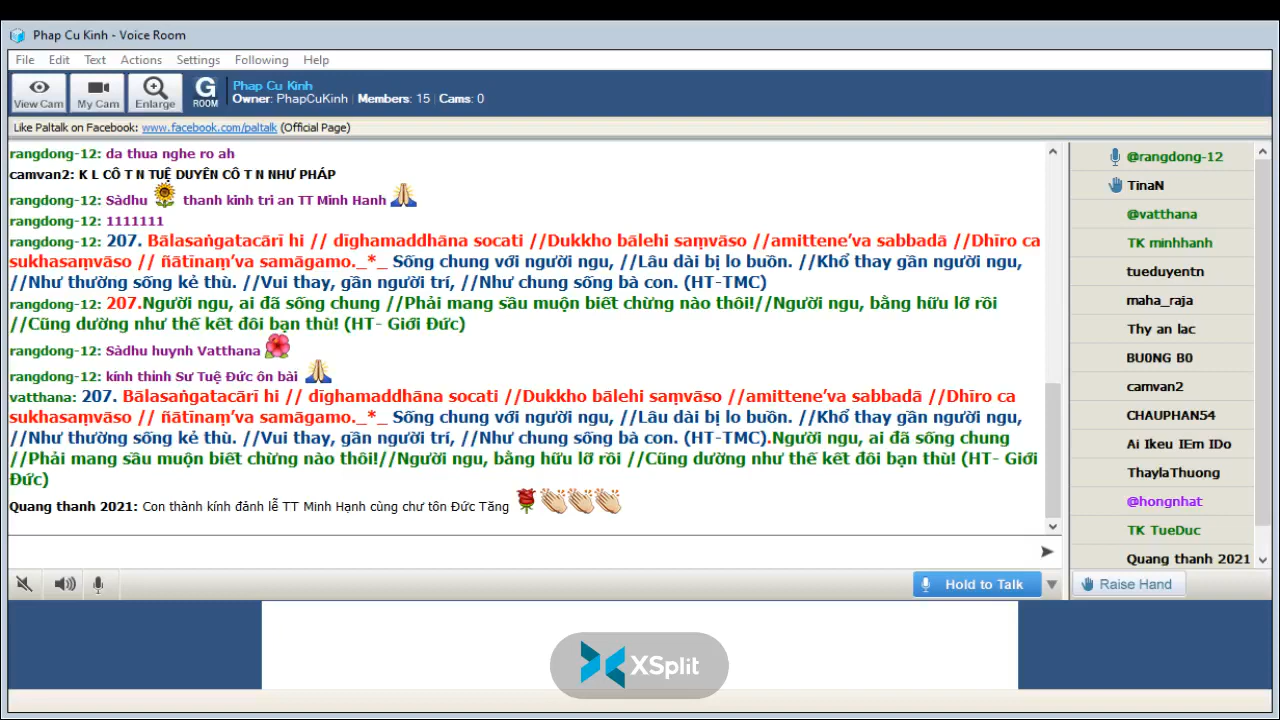 Phap Cu Kinh - Voice Room
File Edit Text Actions Settings Following Help
View Cam My Cam Enlarge G ROOM
Phap Cu Kinh
Owner: PhapCuKinh | Members: 15 | Cams: 0
Like Paltalk on Facebook: www.facebook.com/paltalk (Official Page)
rangdong-12: da thua nghe ro ah
camvan2: K L CÔ T N TUỆ DUYÊN CÔ T N NHƯ PHÁP
rangdong-12: Sàdhu 🌻 thanh kinh tri an TT Minh Hanh 🙏
rangdong-12: 1111111
rangdong-12: 207. Bālasaṅgatacārī hi // dīghamaddhāna socati //Dukkho bālehi saṃvāso //amittene’va sabbadā //Dhīro ca
sukhasaṃvāso // ñātīnaṃ’va samāgamo._*_ Sống chung với người ngu, //Lâu dài bị lo buồn. //Khổ thay gần người ngu,
//Như thường sống kẻ thù. //Vui thay, gần người trí, //Như chung sống bà con. (HT-TMC)
rangdong-12: 207.Người ngu, ai đã sống chung //Phải mang sầu muộn biết chừng nào thôi!//Người ngu, bằng hữu lỡ rồi
//Cũng dường như thế kết đôi bạn thù! (HT- Giới Đức)
rangdong-12: Sàdhu huynh Vatthana 🌺
rangdong-12: kính thỉnh Sư Tuệ Đức ôn bài 🙏
vatthana: 207. Bālasaṅgatacārī hi // dīghamaddhāna socati //Dukkho bālehi saṃvāso //amittene’va sabbadā //Dhīro ca
sukhasaṃvāso // ñātīnaṃ’va samāgamo._*_ Sống chung với người ngu, //Lâu dài bị lo buồn. //Khổ thay gần người ngu,
//Như thường sống kẻ thù. //Vui thay, gần người trí, //Như chung sống bà con. (HT-TMC).Người ngu, ai đã sống chung
//Phải mang sầu muộn biết chừng nào thôi!//Người ngu, bằng hữu lỡ rồi //Cũng dường như thế kết đôi bạn thù! (HT- Giới
Đức)
Quang thanh 2021: Con thành kính đảnh lễ TT Minh Hạnh cùng chư tôn Đức Tăng 🌹👏👏👏
@rangdong-12
TinaN
@vatthana
TK minhhanh
tueduyentn
maha_raja
Thy an lac
BU0NG B0
camvan2
CHAUPHAN54
Ai lkeu lEm lDo
ThaylaThuong
@hongnhat
TK TueDuc
Quang thanh 2021
Hold to Talk
Raise Hand
XSplit